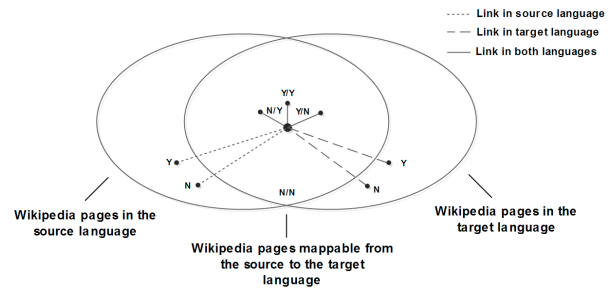 Link in source language
Link in target language
Link in both languages
Y/Y
N/Y
Y/N
Y
Y
N
N
N/N
Wikipedia pages in the
source language
Wikipedia pages in the
target language
Wikipedia pages mappable from
the source to the target
language